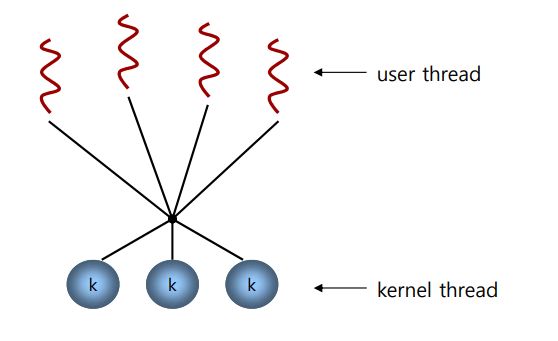 user thread
k k k
kernel thread